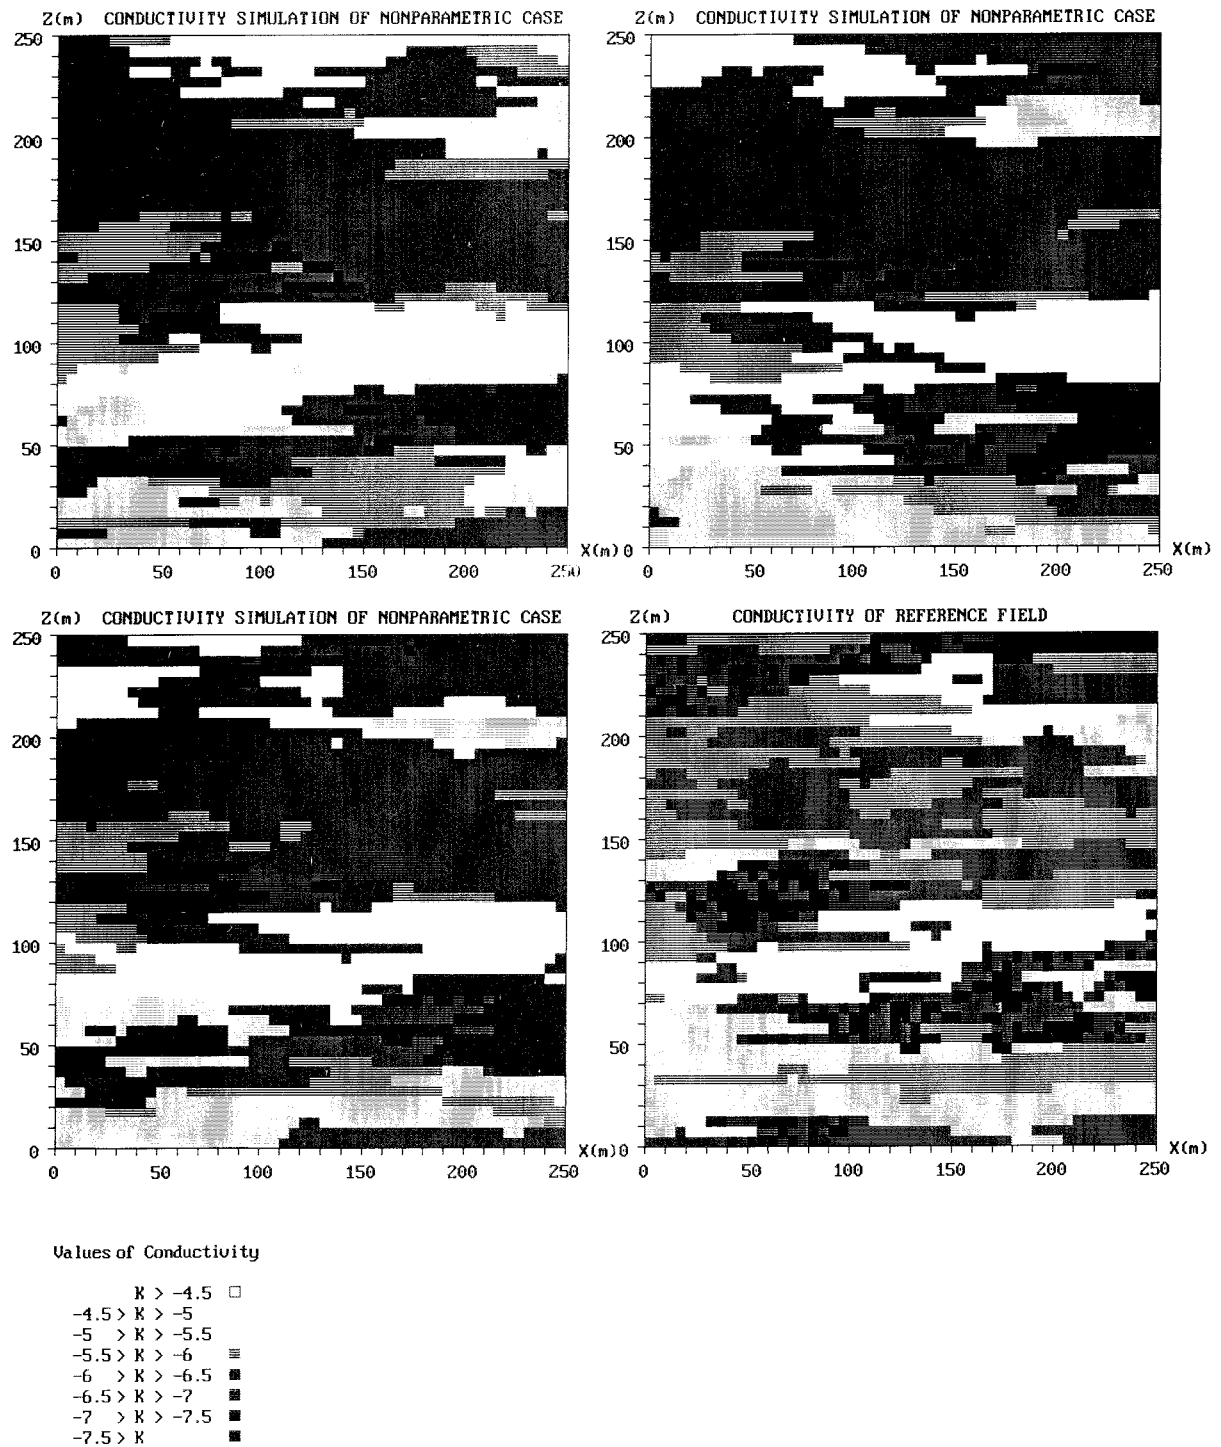 Z(m) CONDUCTIVITY SIMULATION OF NONPARAMETRIC CASE
250
200
150
100
50
0
0 50 100 150 200 250
X(m)
Z(m) CONDUCTIVITY SIMULATION OF NONPARAMETRIC CASE
250
200
150
100
50
0
0 50 100 150 200 250
X(m)
Z(m) CONDUCTIVITY SIMULATION OF NONPARAMETRIC CASE
250
200
150
100
50
0
0 50 100 150 200 250
X(m)
Z(m) CONDUCTIVITY OF REFERENCE FIELD
250
200
150
100
50
0
0 50 100 150 200 250
X(m)
Values of Conductivity
K > -4.5
-4.5 > K > -5
-5 > K > -5.5
-5.5 > K > -6
-6 > K > -6.5
-6.5 > K > -7
-7 > K > -7.5
-7.5 > K